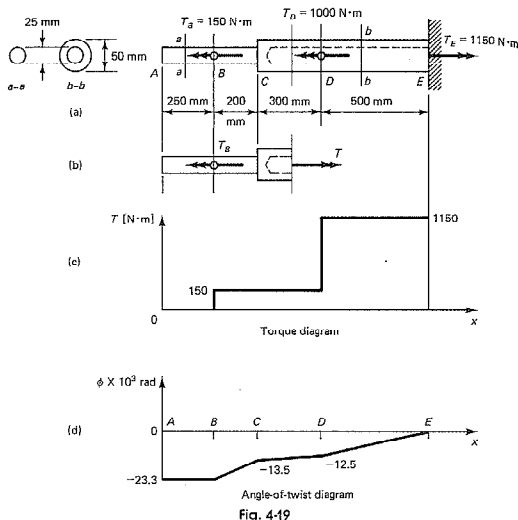 25 mm
50 mm
a–a
b–b
(a)
T_a = 150 N·m
T_D = 1000 N·m
T_E = 1150 N·m
a
b
A
a
B
C
D
b
E
250 mm
200 mm
300 mm
500 mm
(b)
T_B
T
(c)
T [N·m]
1150
150
0
x
Torque diagram
(d)
ϕ X 10³ rad
A
B
C
D
E
0
x
−13.5
−12.5
−23.3
Angle-of-twist diagram
Fig. 4-19